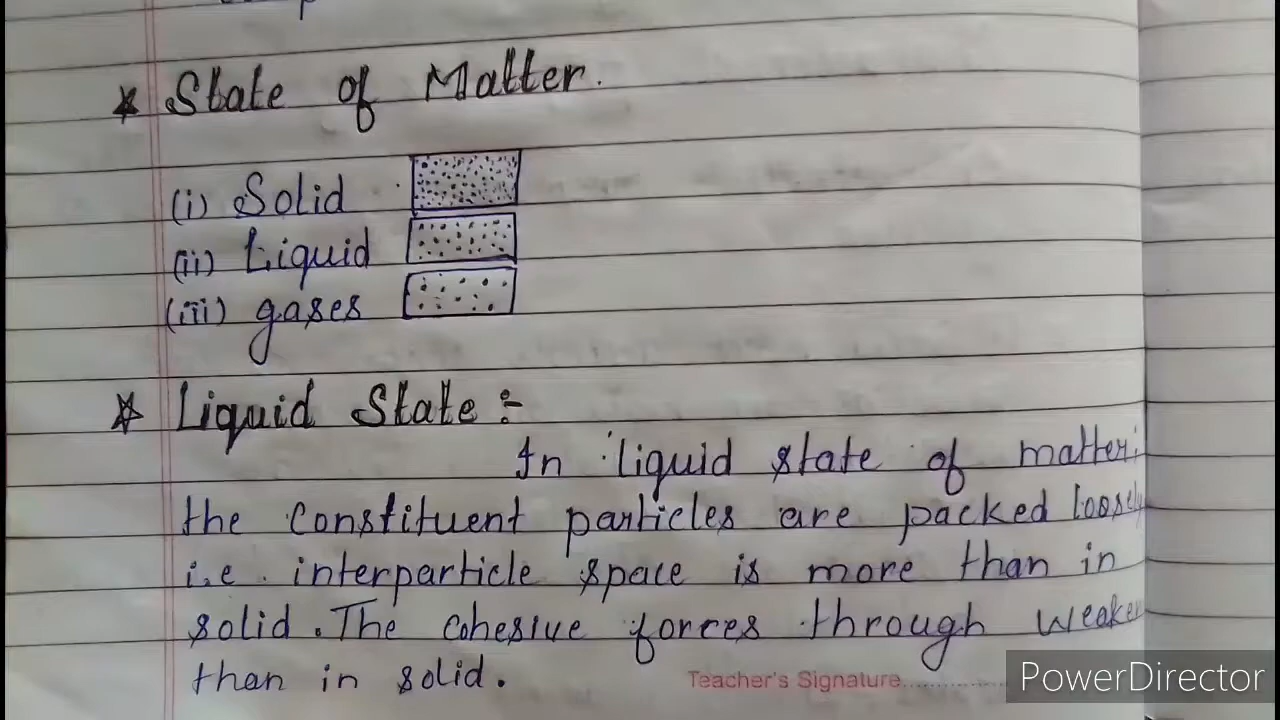 ★ State of Matter.
(i) Solid
(ii) Liquid
(iii) gases
★ Liquid State :-
In liquid state of matter,
the constituent particles are packed loosely
i.e. interparticle space is more than in
solid. The cohesive forces through weaker
than in solid.
Teacher's Signature..................
PowerDirector